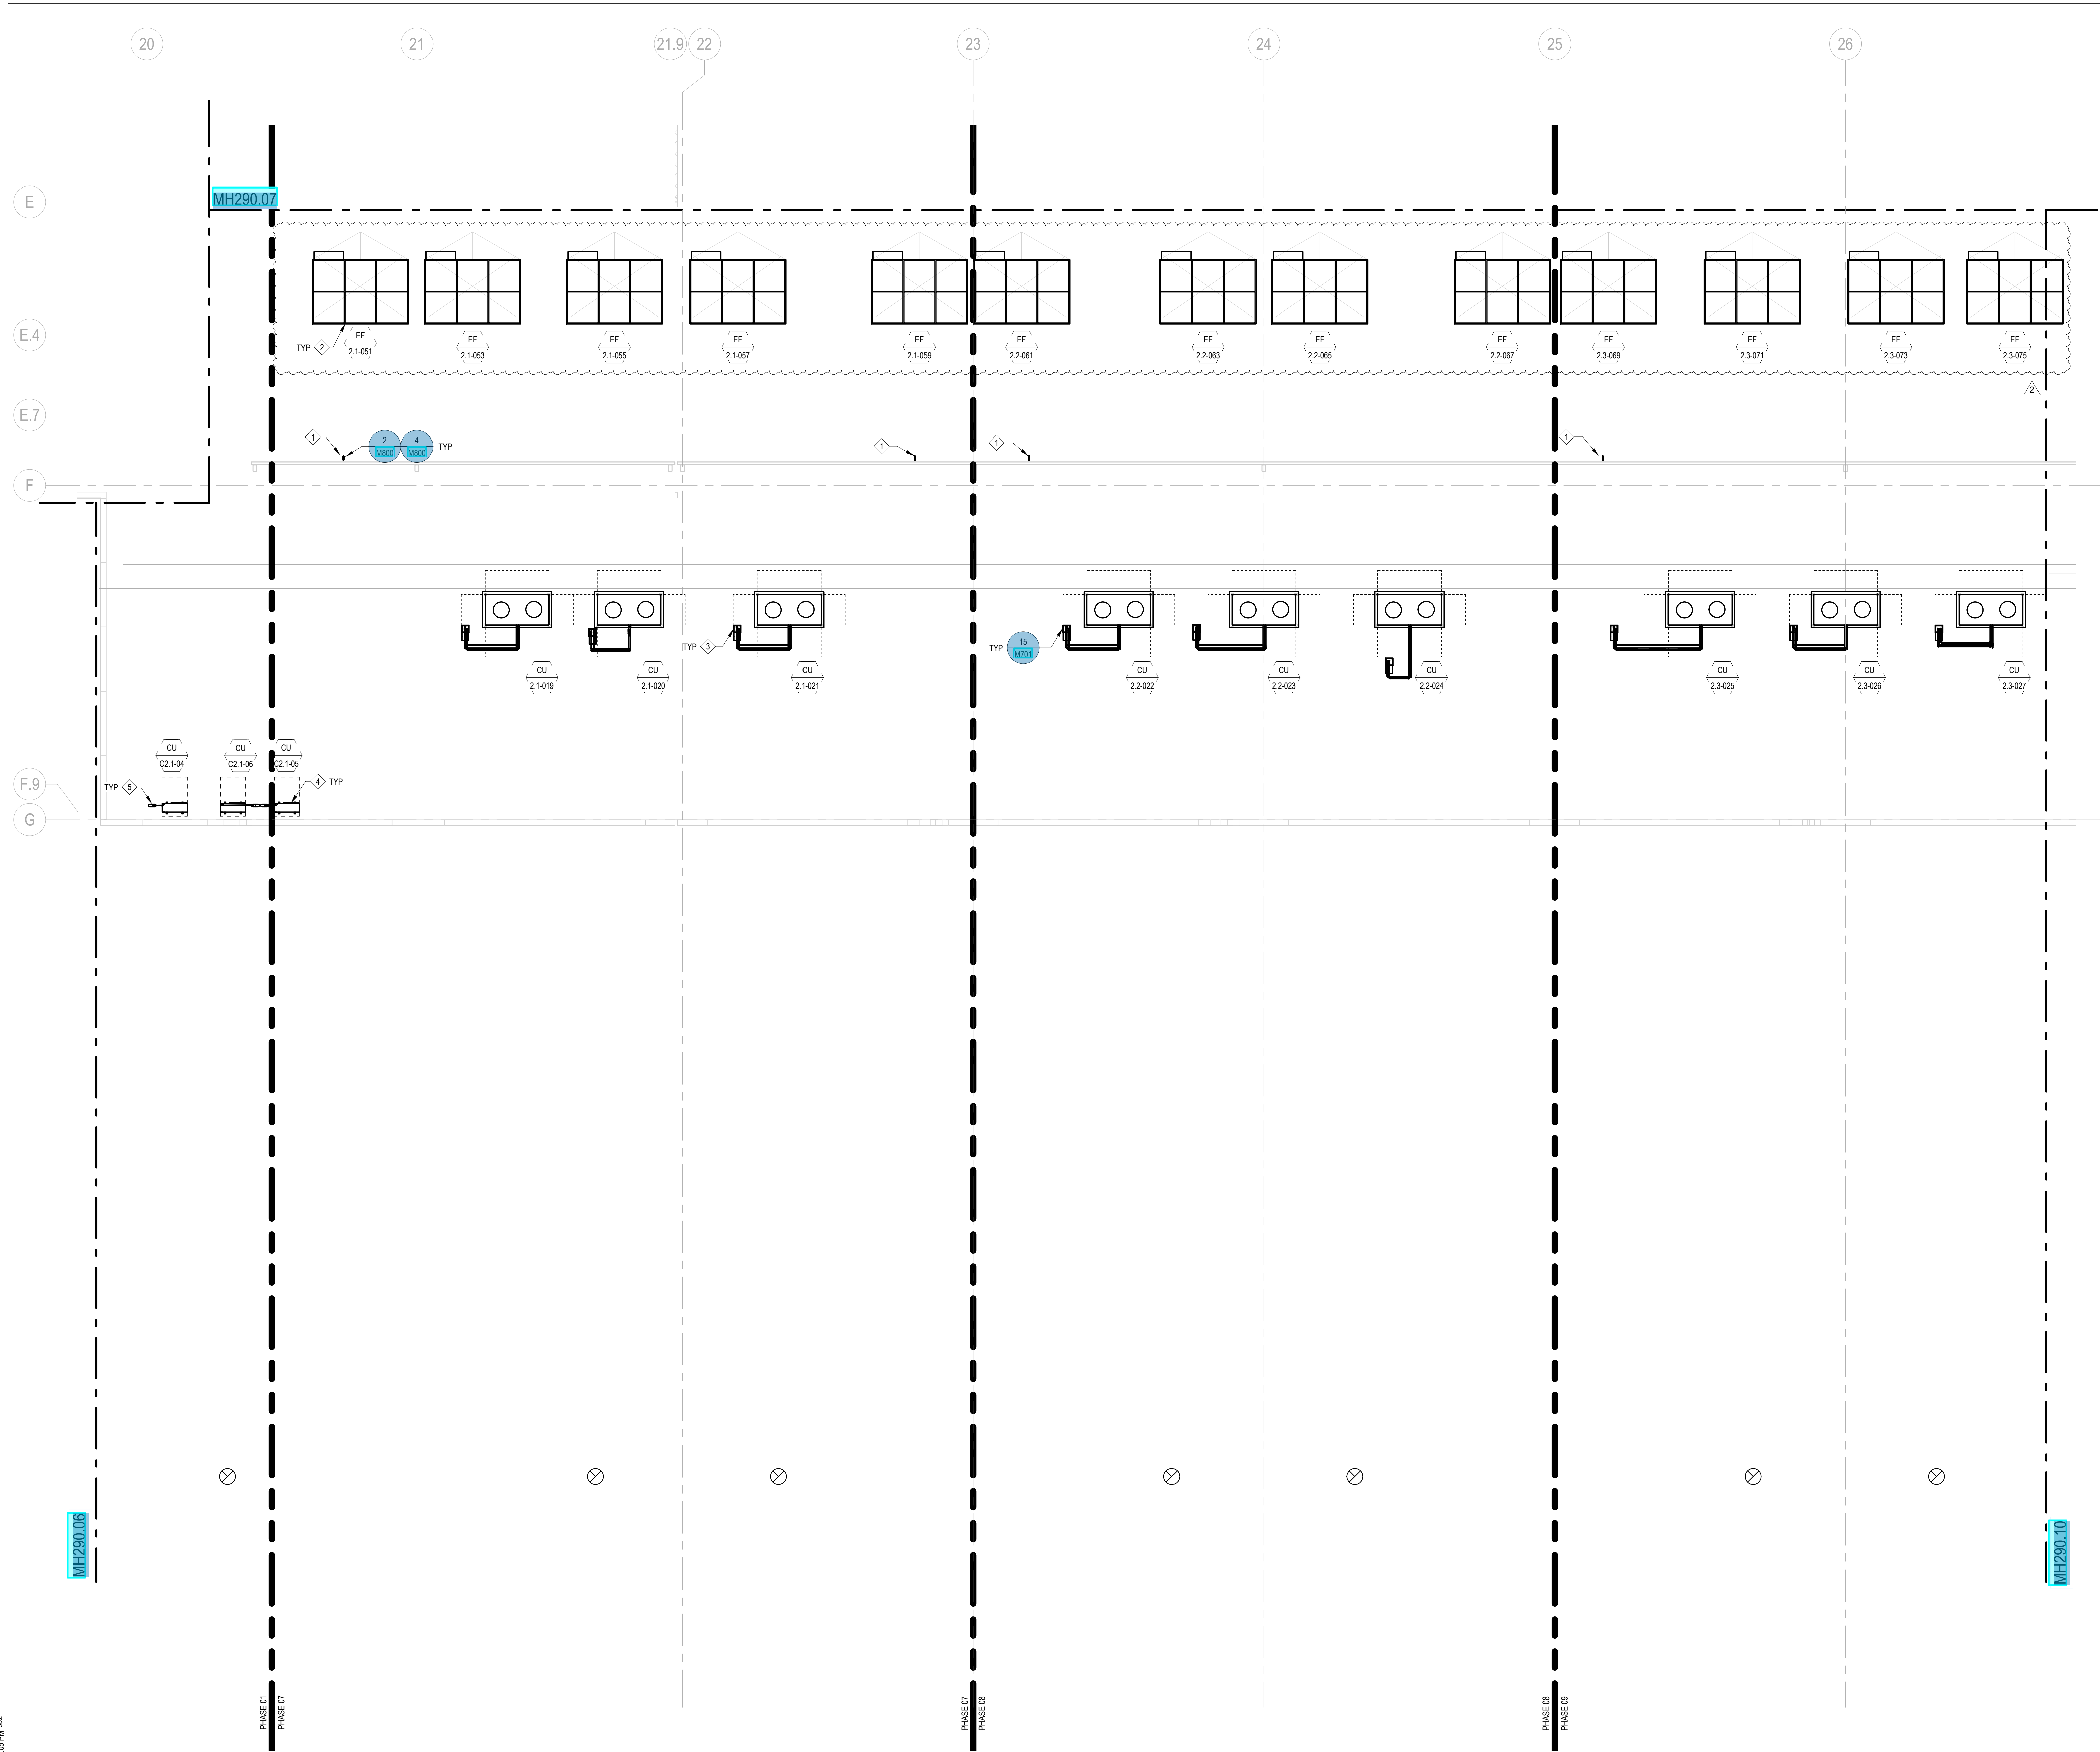 20
21
21.9
22
23
24
25
26
E
MH290.07
E.4
TYP
2
EF
2.1-051
EF
2.1-053
EF
2.1-055
EF
2.1-057
EF
2.1-059
EF
2.2-061
EF
2.2-063
EF
2.2-065
EF
2.2-067
EF
2.3-069
EF
2.3-071
EF
2.3-073
EF
2.3-075
2
E.7
1
2
M800
4
M800
TYP
1
1
1
F
CU
2.1-019
CU
2.1-020
TYP
3
CU
2.1-021
TYP
15
M701
CU
2.2-022
CU
2.2-023
CU
2.2-024
CU
2.3-025
CU
2.3-026
CU
2.3-027
CU
C2.1-04
CU
C2.1-06
CU
C2.1-05
F.9
TYP
5
4
TYP
G
MH290.06
MH290.10
PHASE 01
PHASE 07
PHASE 07
PHASE 08
PHASE 08
PHASE 09